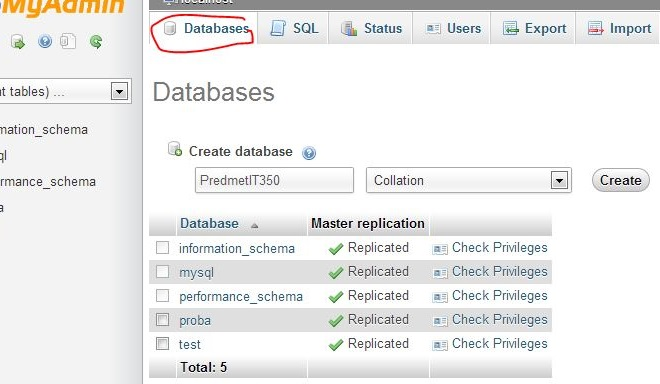 MyAdmin
localhost
Databases SQL Status Users Export Import
t tables) ...
Databases
mation_schema
Create database
ql
PredmetIT350 Collation Create
rmance_schema
a
Database Master replication
information_schema Replicated Check Privileges
mysql Replicated Check Privileges
performance_schema Replicated Check Privileges
proba Replicated Check Privileges
test Replicated Check Privileges
Total: 5